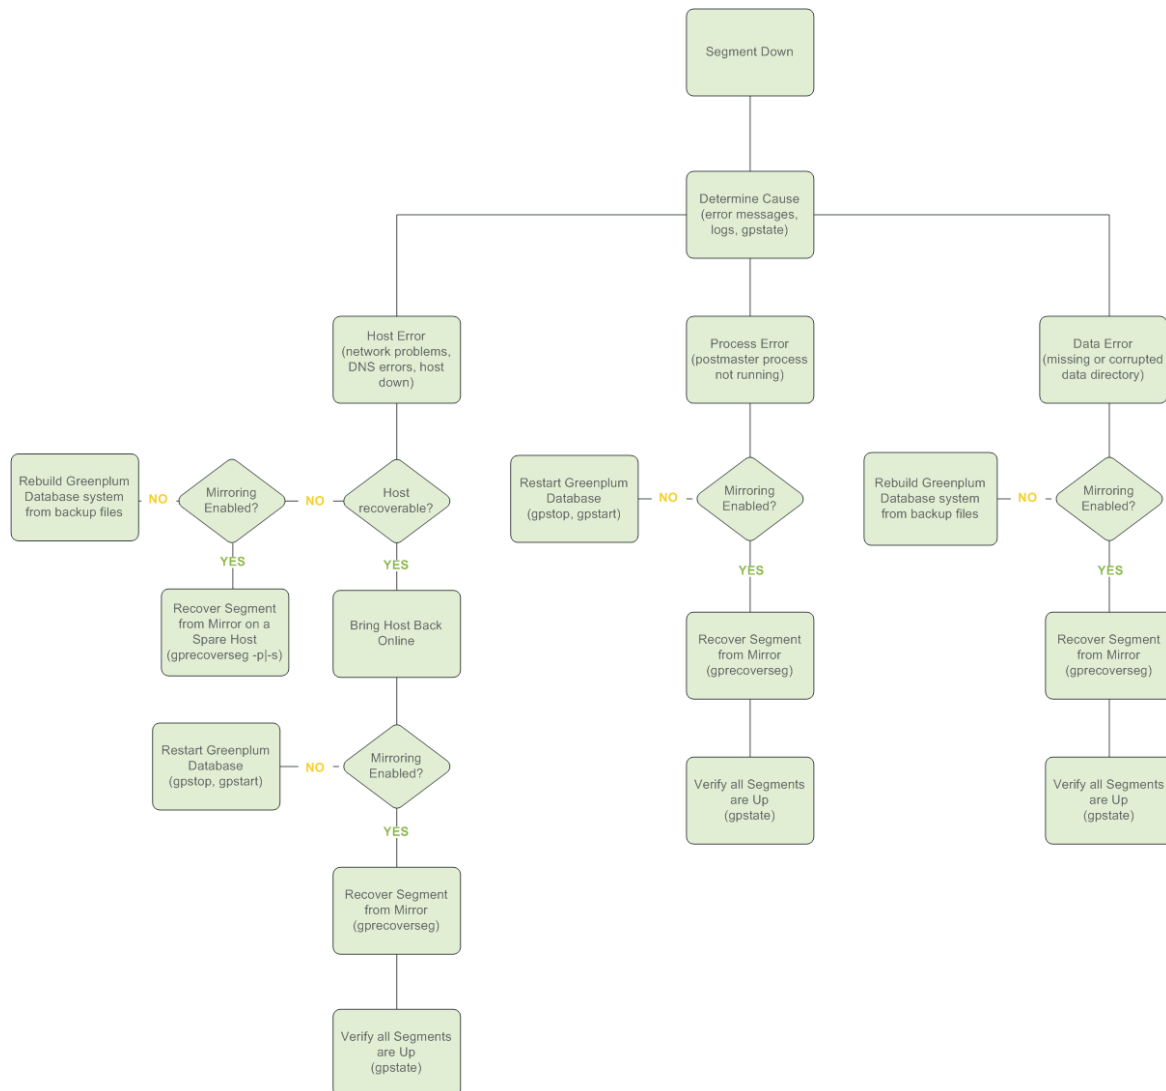 Segment Down
Determine Cause
(error messages,
logs, gpstate)
Host Error
(network problems,
DNS errors, host
down)
Process Error
(postmaster process
not running)
Data Error
(missing or corrupted
data directory)
Rebuild Greenplum
Database system
from backup files
NO
Mirroring
Enabled?
NO
Host
recoverable?
Restart Greenplum
Database
(gpstop, gpstart)
NO
Mirroring
Enabled?
Rebuild Greenplum
Database system
from backup files
NO
Mirroring
Enabled?
YES
YES
YES
YES
Recover Segment
from Mirror on a
Spare Host
(gprecoverseg -p|-s)
Bring Host Back
Online
Recover Segment
from Mirror
(gprecoverseg)
Recover Segment
from Mirror
(gprecoverseg)
Restart Greenplum
Database
(gpstop, gpstart)
NO
Mirroring
Enabled?
Verify all Segments
are Up
(gpstate)
Verify all Segments
are Up
(gpstate)
YES
Recover Segment
from Mirror
(gprecoverseg)
Verify all Segments
are Up
(gpstate)